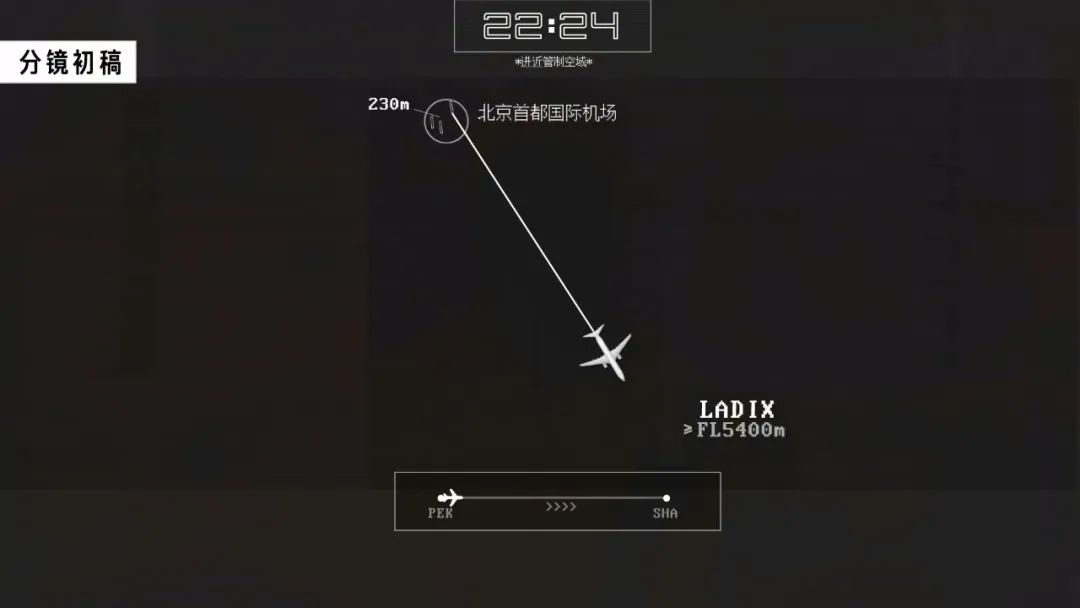 22:24
*进近管制空域*
分镜初稿
230m
北京首都国际机场
LADIX
≥FL5400m
>>>>
PEK
SHA